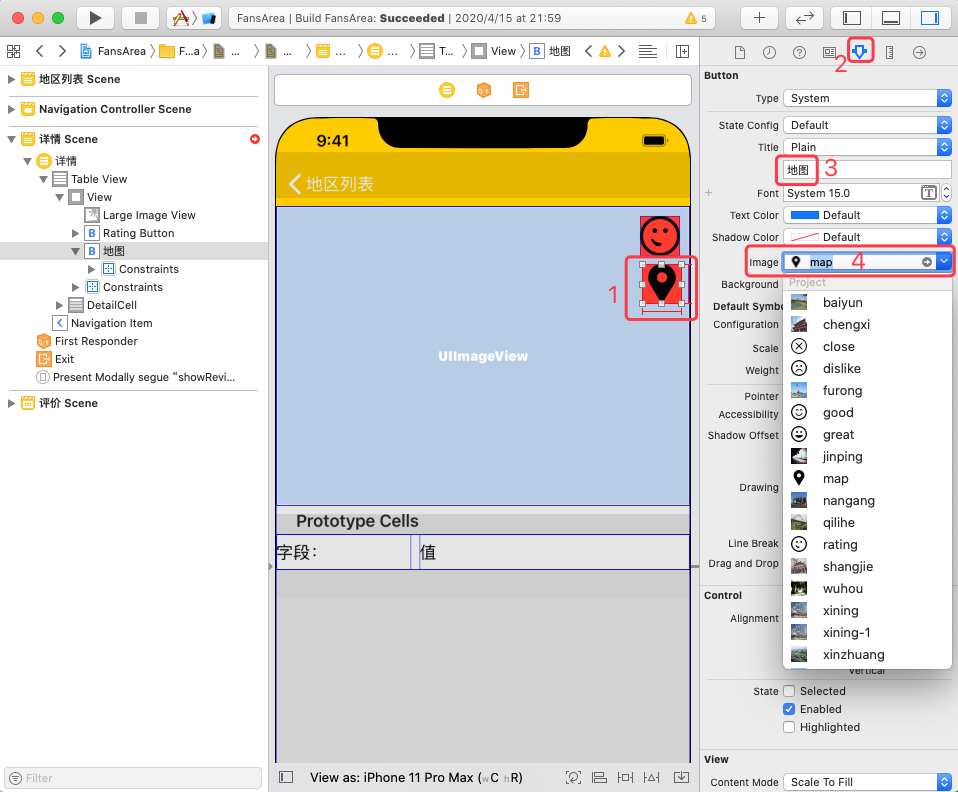 FansArea | Build FansArea: Succeeded | 2020/4/15 at 21:59
5
FansArea
F...a
...
...
...
...
T...
View
B
地图
2
地区列表 Scene
Navigation Controller Scene
详情 Scene
详情
Table View
View
Large Image View
B Rating Button
B 地图
Constraints
Constraints
DetailCell
Navigation Item
First Responder
Exit
Present Modally segue “showRevi...
评价 Scene
Filter
9:41
地区列表
1
UIImageView
Prototype Cells
字段:
值
View as: iPhone 11 Pro Max (wC hR)
Button
Type System
State Config Default
Title Plain
地图 3
Font System 15.0 T
Text Color Default
Shadow Color Default
Image map 4
Background Project
Default Symbo
Configuration
Scale
Weight
Pointer
Accessibility
Shadow Offset
Drawing
Line Break
Drag and Drop
baiyun
chengxi
close
dislike
furong
good
great
jinping
map
nangang
qilihe
rating
shangjie
wuhou
xining
xining-1
xinzhuang
Control
Alignment
Vertical
State Selected
Enabled
Highlighted
View
Content Mode Scale To Fill